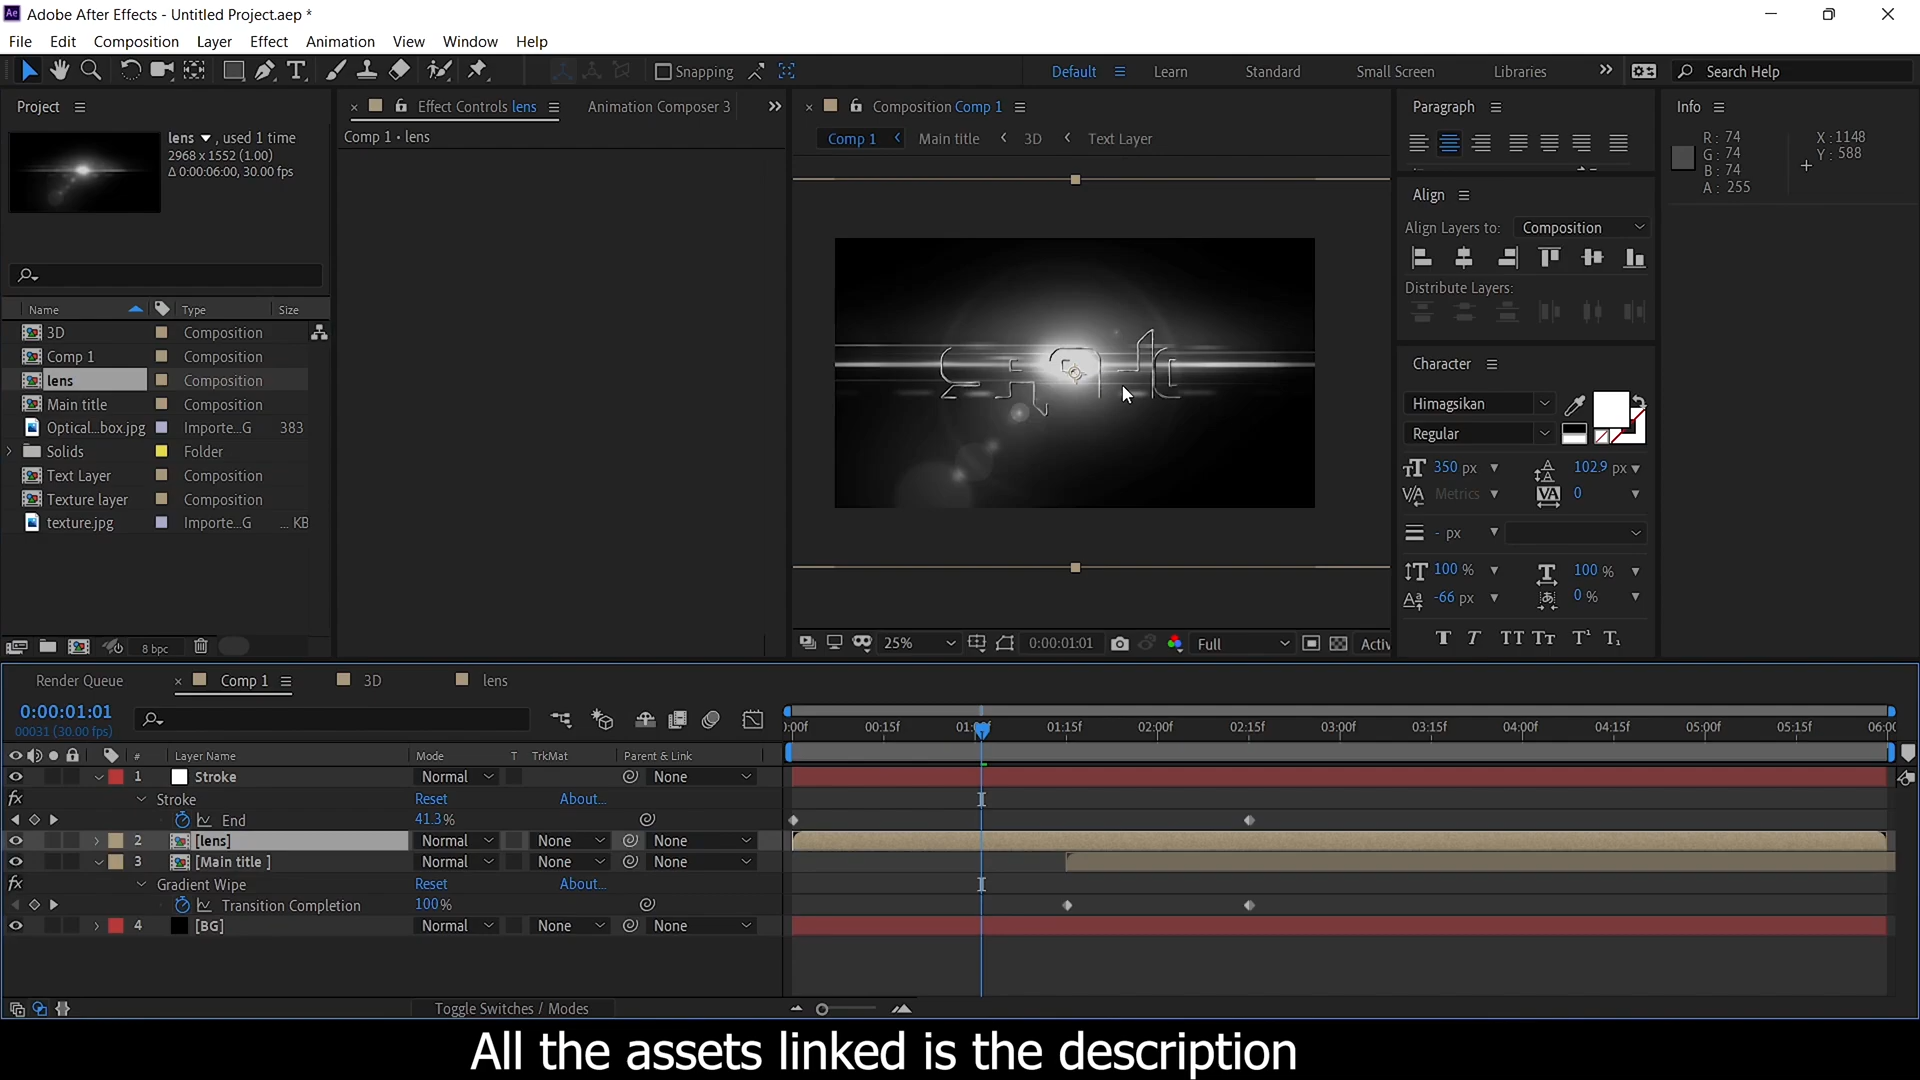 Adobe After Effects - Untitled Project.aep *
File Edit Composition Layer Effect Animation View Window Help
Snapping Default Learn Standard Small Screen Libraries Search Help
Project Effect Controls lens Animation Composer 3 Composition Comp 1 Paragraph Info
lens , used 1 time
2968 x 1552 (1.00)
Δ 0:00:06:00, 30.00 fps
Comp 1 • lens
Comp 1 Main title 3D Text Layer
R : 74
G : 74
B : 74
A : 255
X : 1148
Y : 588
Align
Align Layers to: Composition
Distribute Layers:
Name Type Size
3D Composition
Comp 1 Composition
lens Composition
Main title Composition
Optical...box.jpg Importe...G 383
Solids Folder
Text Layer Composition
Texture layer Composition
texture.jpg Importe...G ... KB
Character
Himagsikan
Regular
350 px 102.9 px
Metrics 0
- px
100 % 100 %
-66 px 0 %
8 bpc
25% 0:00:01:01 Full Activ
Render Queue Comp 1 3D lens
0:00:01:01
00031 (30.00 fps)
):00f 00:15f 01:00f 01:15f 02:00f 02:15f 03:00f 03:15f 04:00f 04:15f 05:00f 05:15f 06:00
# Layer Name Mode T TrkMat Parent & Link
1 Stroke Normal None
fx Stroke Reset About...
End 41.3%
2 [lens] Normal None None
3 [Main title ] Normal None None
fx Gradient Wipe Reset About...
Transition Completion 100%
4 [BG] Normal None None
Toggle Switches / Modes
All the assets linked is the description